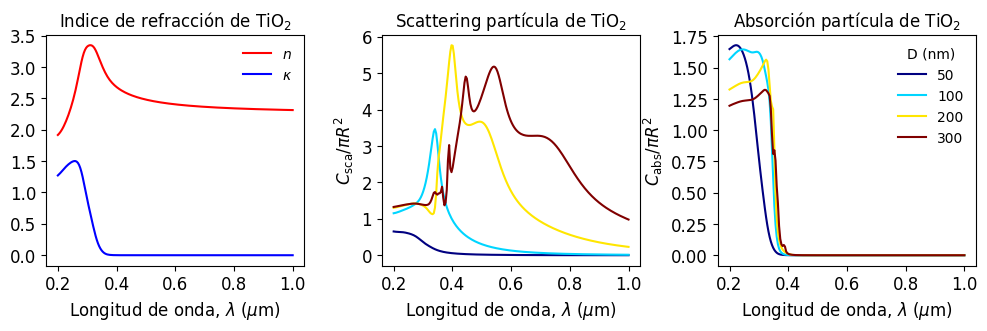 Indice de refracción de TiO₂
3.5
3.0
2.5
2.0
1.5
1.0
0.5
0.0
n
κ
0.2 0.4 0.6 0.8 1.0
Longitud de onda, λ (μm)
Scattering partícula de TiO₂
C_sca/πR²
6
5
4
3
2
1
0
0.2 0.4 0.6 0.8 1.0
Longitud de onda, λ (μm)
Absorción partícula de TiO₂
C_abs/πR²
1.75
1.50
1.25
1.00
0.75
0.50
0.25
0.00
D (nm)
50
100
200
300
0.2 0.4 0.6 0.8 1.0
Longitud de onda, λ (μm)